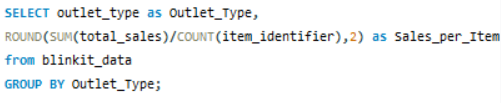 SELECT outlet_type as Outlet_Type,
ROUND(SUM(total_sales)/COUNT(item_identifier),2) as Sales_per_Item
from blinkit_data
GROUP BY Outlet_Type;